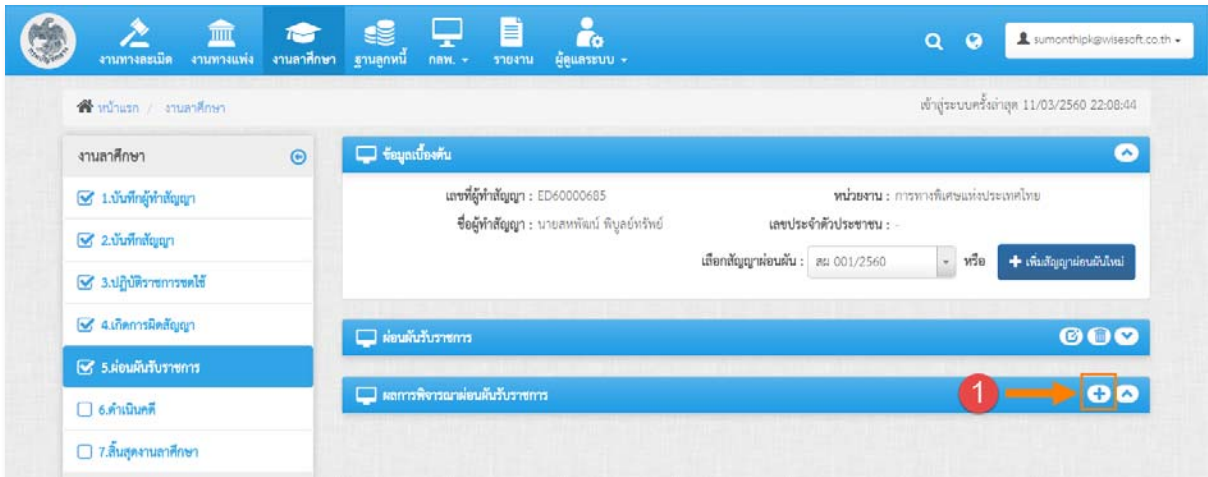 งานทางละเมิด งานทางแพ่ง งานลาศึกษา ฐานลูกหนี้ กลพ. รายงาน ผู้ดูแลระบบ sumonthipk@wisesoft.co.th
หน้าแรก / งานลาศึกษา เข้าสู่ระบบครั้งล่าสุด 11/03/2560 22:08:44
งานลาศึกษา
1.บันทึกผู้ทำสัญญา
2.บันทึกสัญญา
3.ปฏิบัติราชการชดใช้
4.เกิดการผิดสัญญา
5.ผ่อนผันรับราชการ
6.ดำเนินคดี
7.สิ้นสุดงานลาศึกษา
ข้อมูลเบื้องต้น
เลขที่ผู้ทำสัญญา : ED60000685 หน่วยงาน : การทางพิเศษแห่งประเทศไทย
ชื่อผู้ทำสัญญา : นายสหพัฒน์ พิบูลย์ทรัพย์ เลขประจำตัวประชาชน : -
เลือกสัญญาผ่อนผัน : สผ 001/2560 หรือ เพิ่มสัญญาผ่อนผันใหม่
ผ่อนผันรับราชการ
ผลการพิจารณาผ่อนผันรับราชการ 1